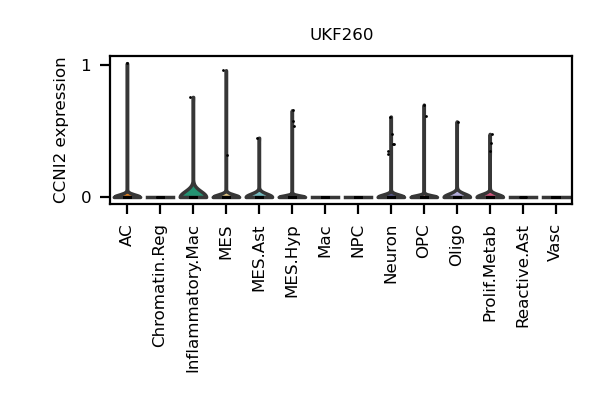 UKF260
CCNI2 expression
1
0
AC
Chromatin.Reg
Inflammatory.Mac
MES
MES.Ast
MES.Hyp
Mac
NPC
Neuron
OPC
Oligo
Prolif.Metab
Reactive.Ast
Vasc